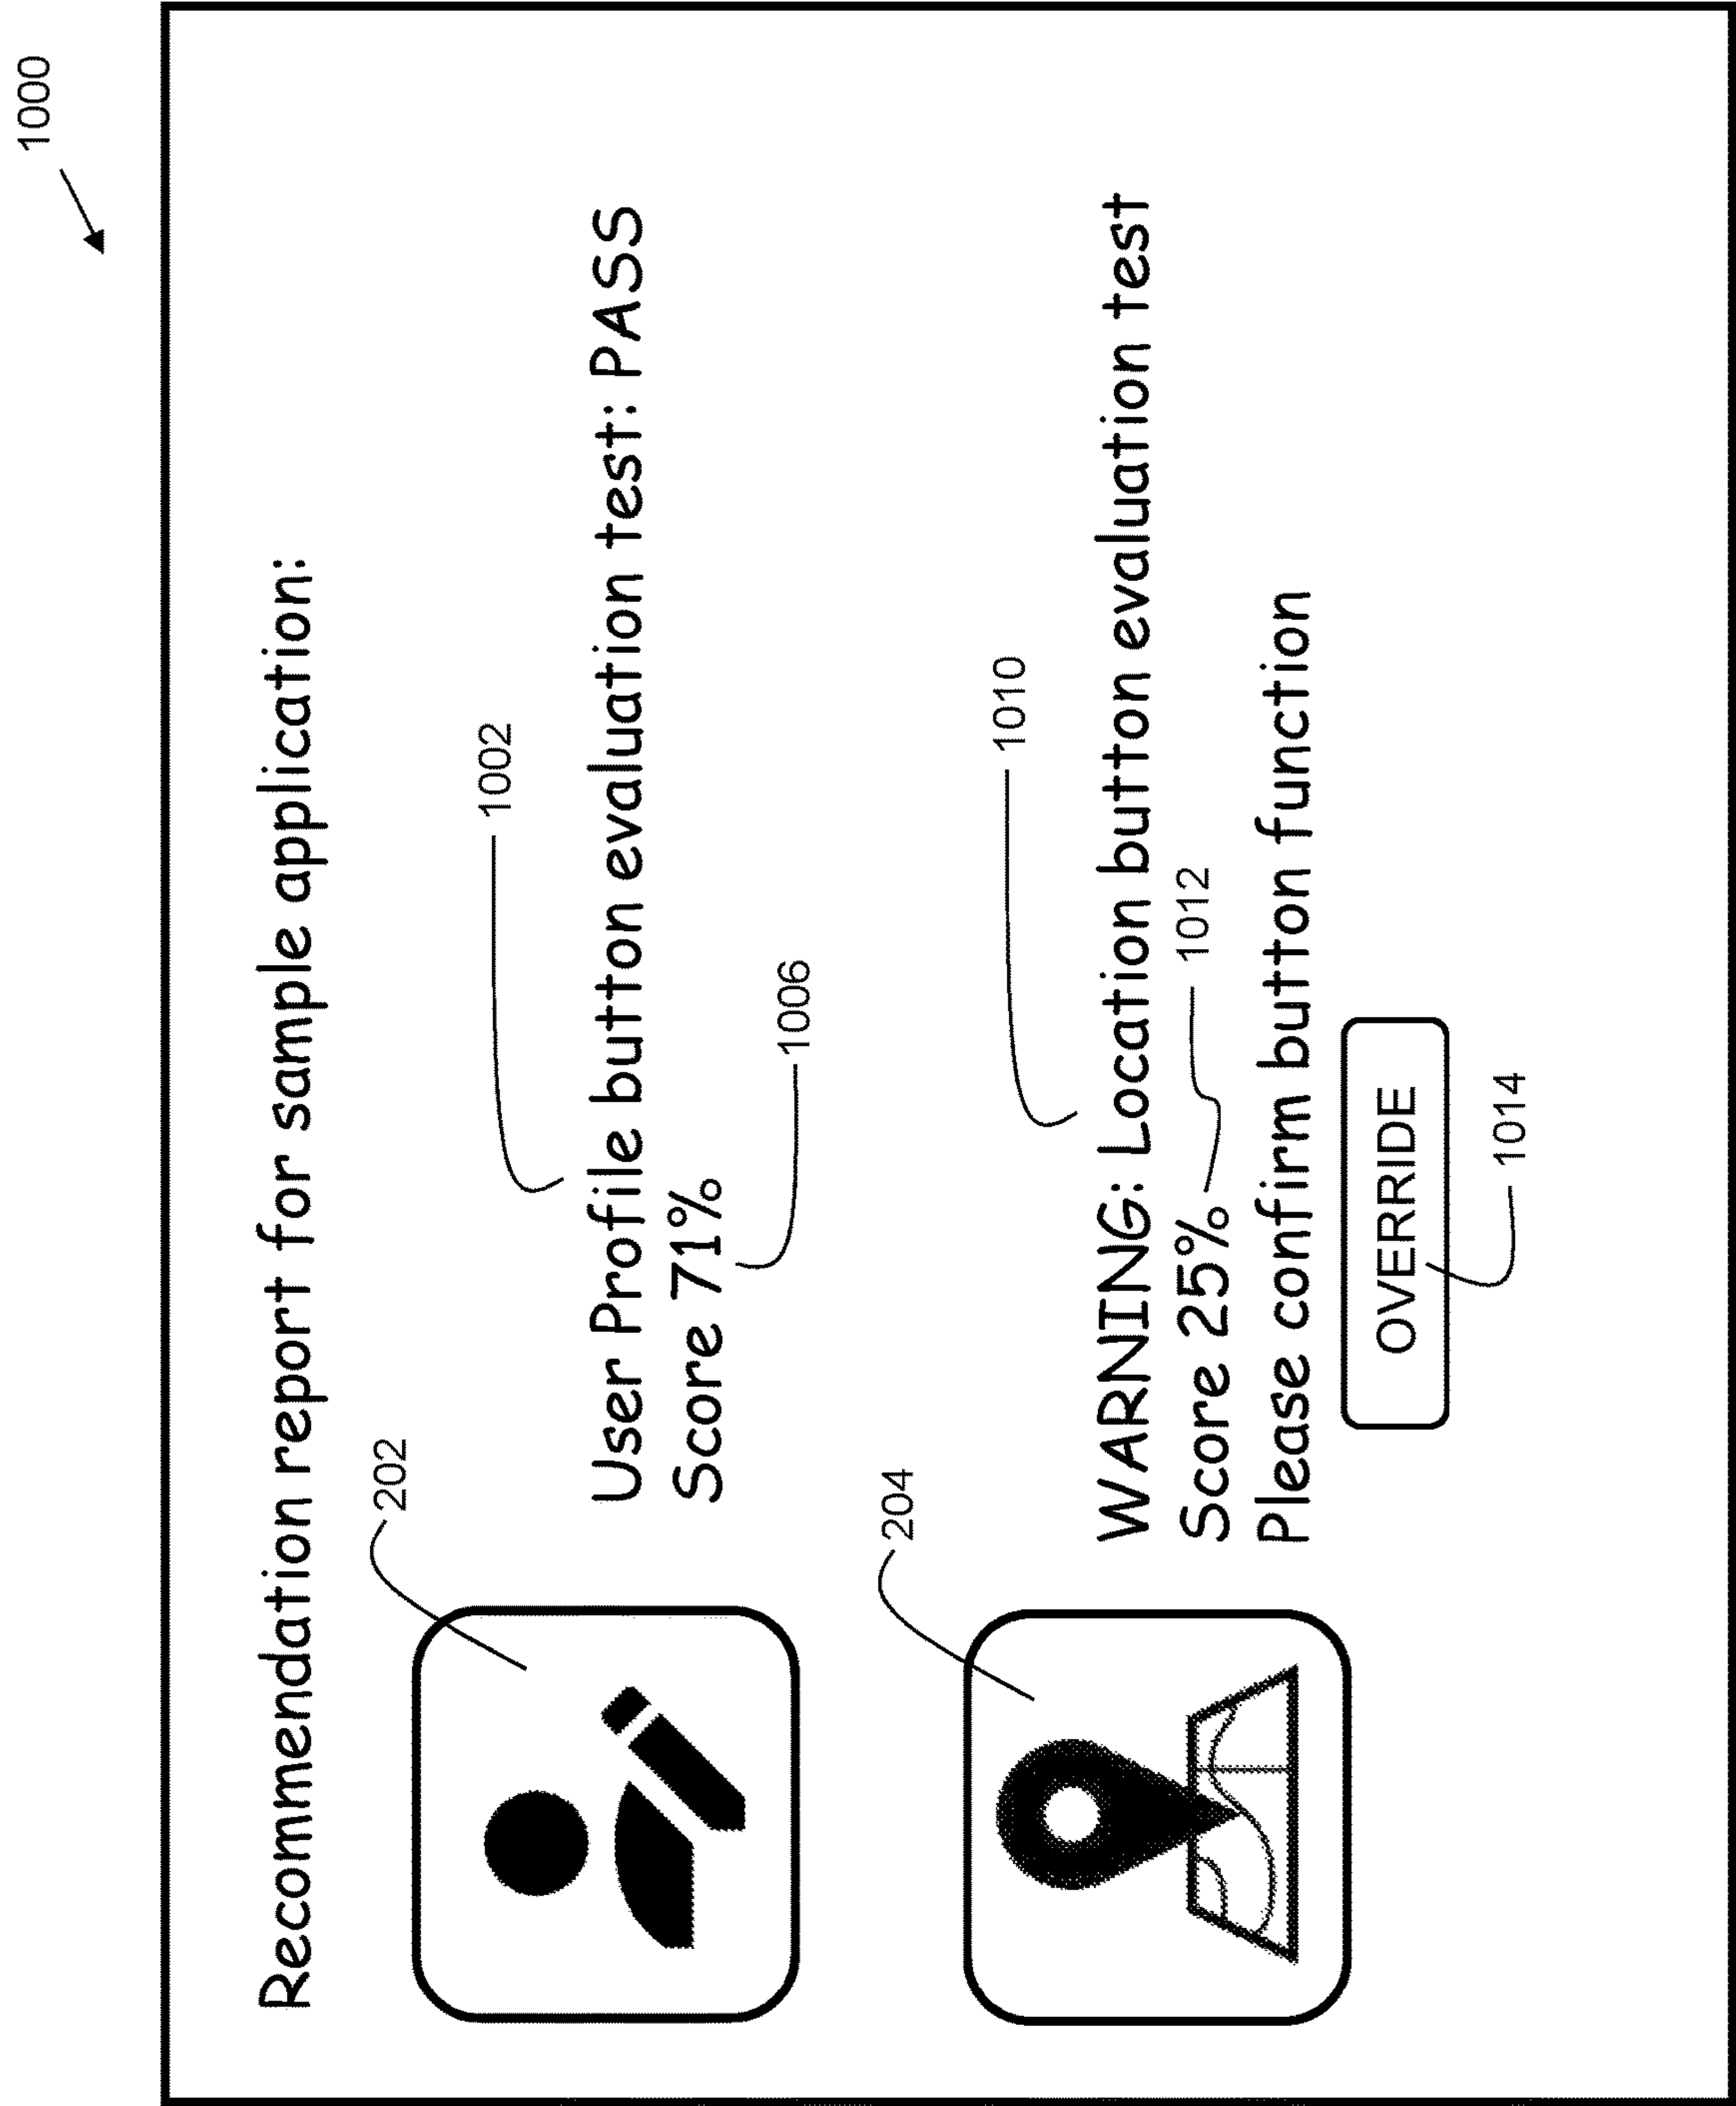 1000
Recommendation report for sample application:
202
1002
User Profile button evaluation test: PASS
Score 71%
1006
204
1010
WARNING: Location button evaluation test
Score 25%
1012
Please confirm button function
OVERRIDE
1014